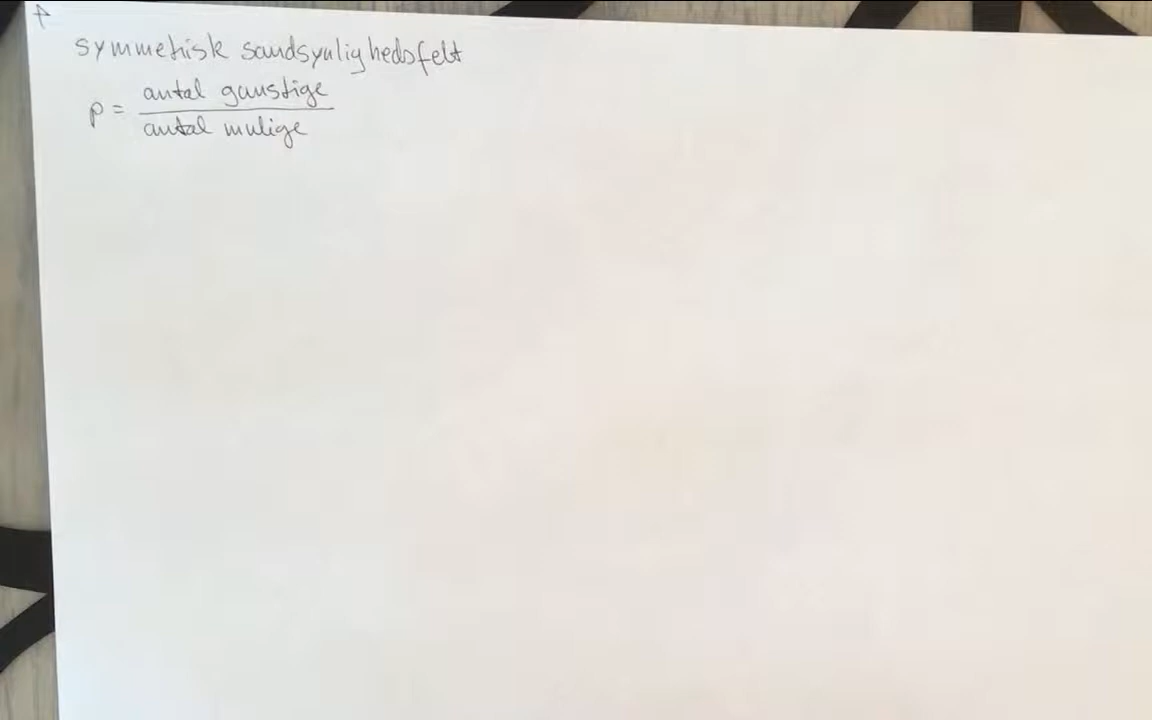 symmetrisk sandsynlighedsfelt
p = antal gunstige
antal mulige